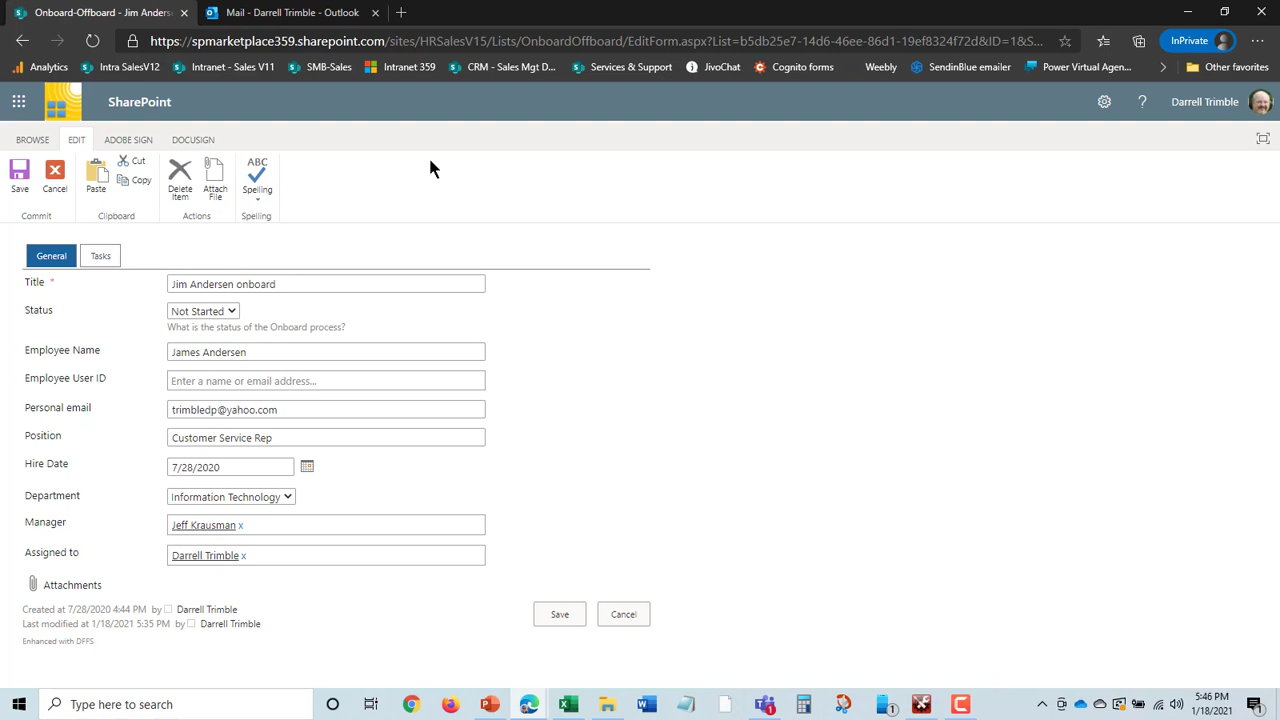 Onboard-Offboard - Jim Anders
Mail - Darrell Trimble - Outlook
https://spmarketplace359.sharepoint.com/sites/HRSalesV15/Lists/OnboardOffboard/EditForm.aspx?List=b5db25e7-14d6-46ee-86d1-19ef8324f72d&ID=1&S...
InPrivate
Analytics
Intra SalesV12
Intranet - Sales V11
SMB-Sales
Intranet 359
CRM - Sales Mgt D...
Services & Support
JivoChat
Cognito forms
Weebly
SendinBlue emailer
Power Virtual Agen...
Other favorites
SharePoint
Darrell Trimble
BROWSE
EDIT
ADOBE SIGN
DOCUSIGN
Save
Cancel
Paste
Cut
Copy
Delete Item
Attach File
ABC
Spelling
Commit
Clipboard
Actions
Spelling
General
Tasks
Title * Jim Andersen onboard
Status Not Started
What is the status of the Onboard process?
Employee Name James Andersen
Employee User ID Enter a name or email address...
Personal email trimbledp@yahoo.com
Position Customer Service Rep
Hire Date 7/28/2020
Department Information Technology
Manager Jeff Krausman x
Assigned to Darrell Trimble x
Attachments
Created at 7/28/2020 4:44 PM by Darrell Trimble
Last modified at 1/18/2021 5:35 PM by Darrell Trimble
Save
Cancel
Enhanced with DFFS
Type here to search
5:46 PM
1/18/2021